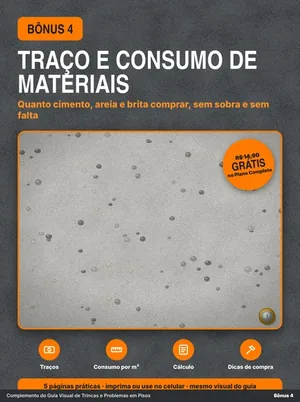 BÔNUS 4
TRAÇO E CONSUMO DE
MATERIAIS
Quanto cimento, areia e brita comprar, sem sobra e sem
falta
R$ 14,90
GRÁTIS
no Plano Completo
Traços
Consumo por m³
Cálculo
Dicas de compra
5 páginas práticas · imprima ou use no celular · mesmo visual do guia
Complemento do Guia Visual de Trincas e Problemas em Pisos
Bônus 4